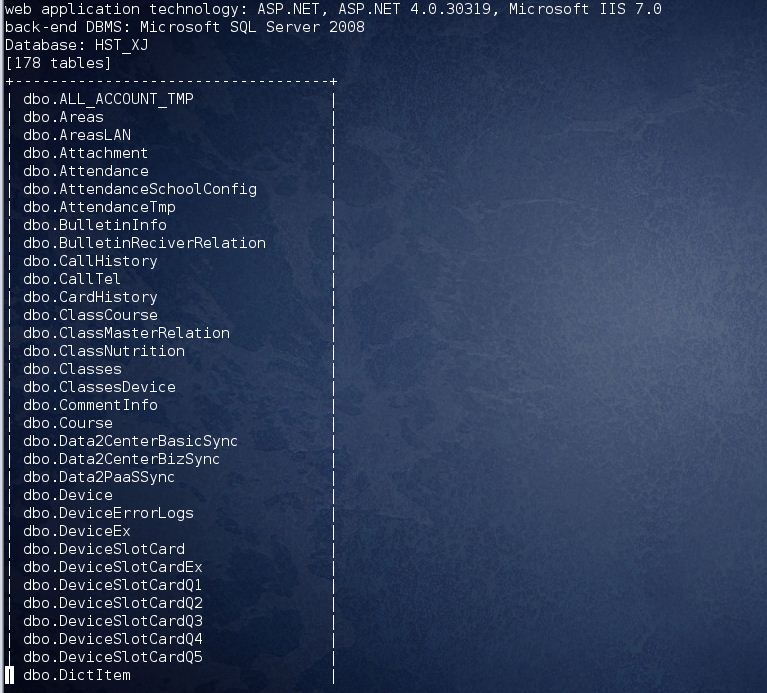 web application technology: ASP.NET, ASP.NET 4.0.30319, Microsoft IIS 7.0
back-end DBMS: Microsoft SQL Server 2008
Database: HST_XJ
[178 tables]
+-----------------------------------+
| dbo.ALL_ACCOUNT_TMP |
| dbo.Areas |
| dbo.AreasLAN |
| dbo.Attachment |
| dbo.Attendance |
| dbo.AttendanceSchoolConfig |
| dbo.AttendanceTmp |
| dbo.BulletinInfo |
| dbo.BulletinReciverRelation |
| dbo.CallHistory |
| dbo.CallTel |
| dbo.CardHistory |
| dbo.ClassCourse |
| dbo.ClassMasterRelation |
| dbo.ClassNutrition |
| dbo.Classes |
| dbo.ClassesDevice |
| dbo.CommentInfo |
| dbo.Course |
| dbo.Data2CenterBasicSync |
| dbo.Data2CenterBizSync |
| dbo.Data2PaaSSync |
| dbo.Device |
| dbo.DeviceErrorLogs |
| dbo.DeviceEx |
| dbo.DeviceSlotCard |
| dbo.DeviceSlotCardEx |
| dbo.DeviceSlotCardQ1 |
| dbo.DeviceSlotCardQ2 |
| dbo.DeviceSlotCardQ3 |
| dbo.DeviceSlotCardQ4 |
| dbo.DeviceSlotCardQ5 |
| dbo.DictItem |